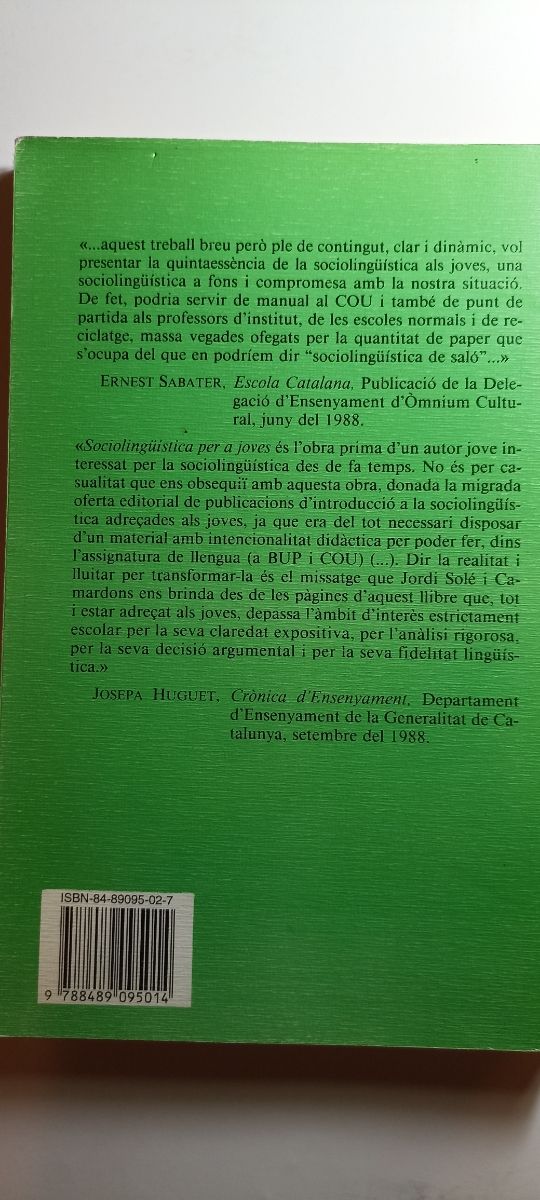 «...aquest treball breu però ple de contingut, clar i dinàmic, vol
presentar la quintaessència de la sociolingüística als joves, una
sociolingüística a fons i compromesa amb la nostra situació.
De fet, podria servir de manual al COU i també de punt de
partida als professors d'institut, de les escoles normals i de re-
ciclatge, massa vegades ofegats per la quantitat de paper que
s'ocupa del que en podríem dir “sociolingüística de saló”...»
ERNEST SABATER, Escola Catalana, Publicació de la Dele-
gació d'Ensenyament d'Òmnium Cultu-
ral, juny del 1988.
«Sociolingüística per a joves és l'obra prima d'un autor jove in-
teressat per la sociolingüística des de fa temps. No és per ca-
sualitat que ens obsequiï amb aquesta obra, donada la migrada
oferta editorial de publicacions d'introducció a la sociolingüís-
tica adreçades als joves, ja que era del tot necessari disposar
d'un material amb intencionalitat didàctica per poder fer, dins
l'assignatura de llengua (a BUP i COU) (...). Dir la realitat i
lluitar per transformar-la és el missatge que Jordi Solé i Ca-
mardons ens brinda des de les pàgines d'aquest llibre que, tot
i estar adreçat als joves, depassa l'àmbit d'interès estrictament
escolar per la seva claredat expositiva, per l'anàlisi rigorosa,
per la seva decisió argumental i per la seva fidelitat lingüís-
tica.»
JOSEPA HUGUET, Crònica d'Ensenyament, Departament
d'Ensenyament de la Generalitat de Ca-
talunya, setembre del 1988.
ISBN-84-89095-02-7
9 788489 095014